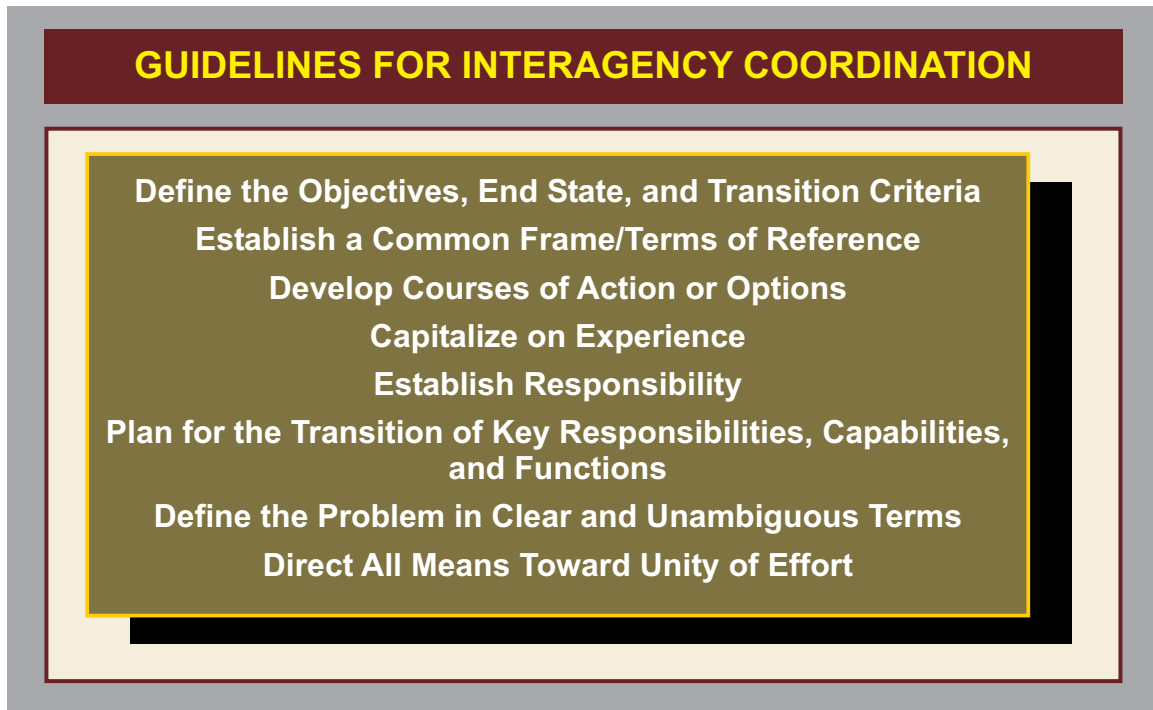 GUIDELINES FOR INTERAGENCY COORDINATION
Define the Objectives, End State, and Transition Criteria
Establish a Common Frame/Terms of Reference
Develop Courses of Action or Options
Capitalize on Experience
Establish Responsibility
Plan for the Transition of Key Responsibilities, Capabilities,
and Functions
Define the Problem in Clear and Unambiguous Terms
Direct All Means Toward Unity of Effort